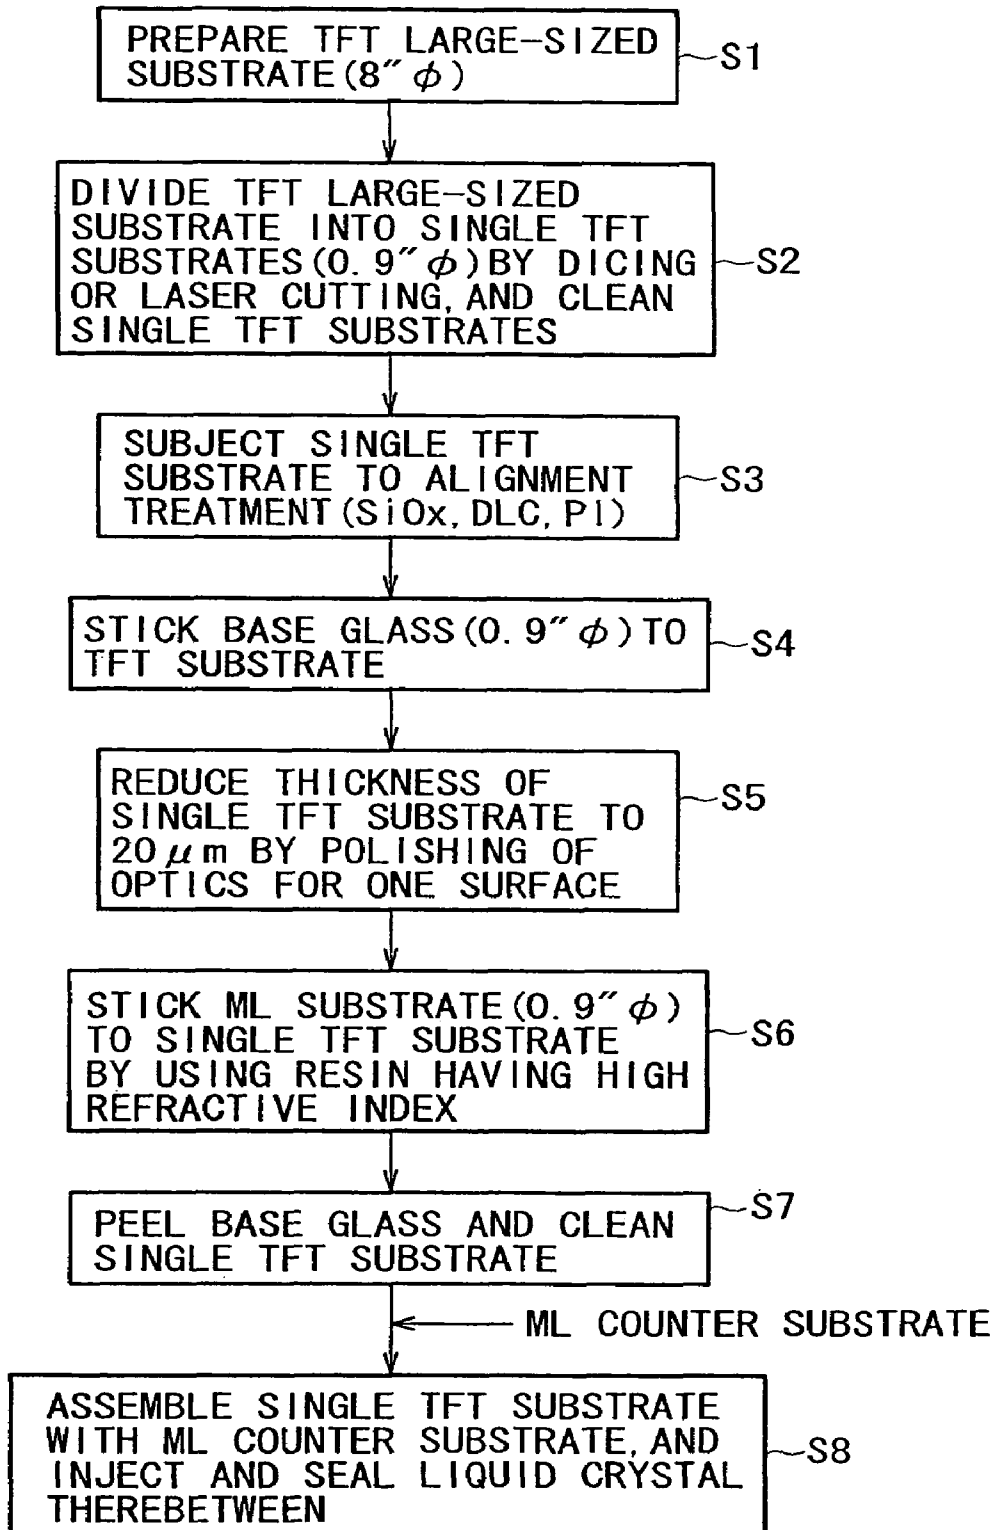 PREPARE TFT LARGE-SIZED
SUBSTRATE(8″φ)
S1
DIVIDE TFT LARGE-SIZED
SUBSTRATE INTO SINGLE TFT
SUBSTRATES(0.9″φ)BY DICING
OR LASER CUTTING, AND CLEAN
SINGLE TFT SUBSTRATES
S2
SUBJECT SINGLE TFT
SUBSTRATE TO ALIGNMENT
TREATMENT(SiOx, DLC, PI)
S3
STICK BASE GLASS(0.9″φ)TO
TFT SUBSTRATE
S4
REDUCE THICKNESS OF
SINGLE TFT SUBSTRATE TO
20μm BY POLISHING OF
OPTICS FOR ONE SURFACE
S5
STICK ML SUBSTRATE(0.9″φ)
TO SINGLE TFT SUBSTRATE
BY USING RESIN HAVING HIGH
REFRACTIVE INDEX
S6
PEEL BASE GLASS AND CLEAN
SINGLE TFT SUBSTRATE
S7
ML COUNTER SUBSTRATE
ASSEMBLE SINGLE TFT SUBSTRATE
WITH ML COUNTER SUBSTRATE, AND
INJECT AND SEAL LIQUID CRYSTAL
THEREBETWEEN
S8